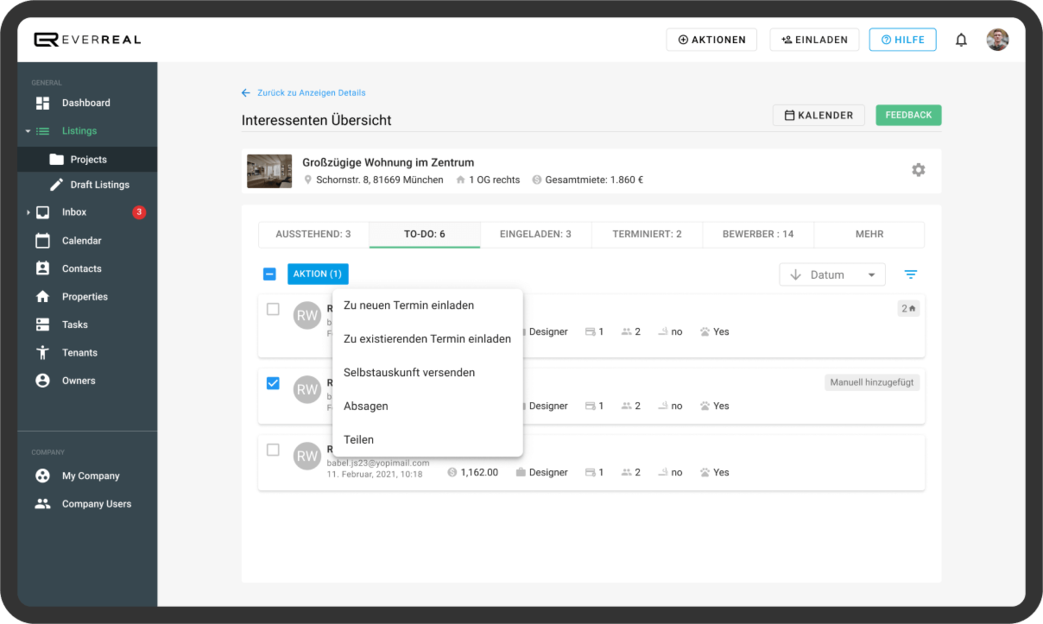 EVERREAL
AKTIONEN
EINLADEN
HILFE
GENERAL
Dashboard
Listings
Projects
Draft Listings
Inbox
3
Calendar
Contacts
Properties
Tasks
Tenants
Owners
COMPANY
My Company
Company Users
Zurück zu Anzeigen Details
Interessenten Übersicht
KALENDER
FEEDBACK
Großzügige Wohnung im Zentrum
Schornstr. 8, 81669 München 1 OG rechts Gesamtmiete: 1.860 €
AUSSTEHEND: 3
TO-DO: 6
EINGELADEN: 3
TERMINIERT: 2
BEWERBER : 14
MEHR
AKTION (1)
Datum
Zu neuen Termin einladen
Zu existierenden Termin einladen
Selbstauskunft versenden
Absagen
Teilen
RW
2
Designer 1 2 no Yes
RW
Manuell hinzugefügt
Designer 1 2 no Yes
RW
babel.js23@yopimail.com
11. Februar, 2021, 10:18
1,162.00 Designer 1 2 no Yes